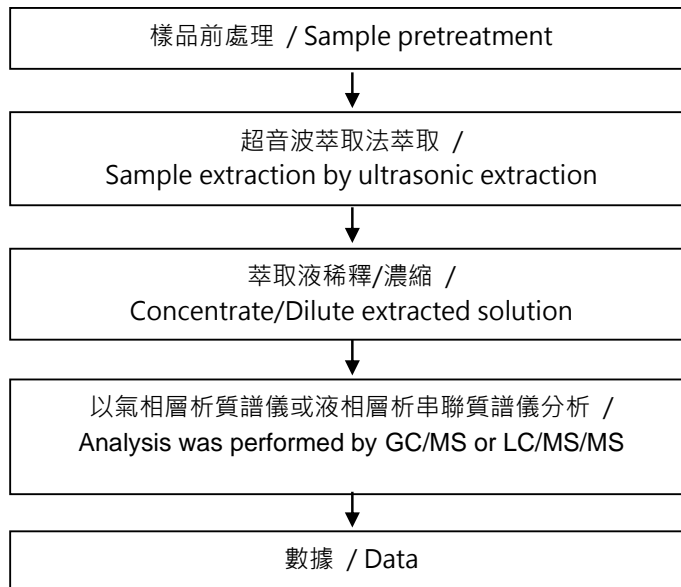 樣品前處理 / Sample pretreatment
超音波萃取法萃取 /
Sample extraction by ultrasonic extraction
萃取液稀釋/濃縮 /
Concentrate/Dilute extracted solution
以氣相層析質譜儀或液相層析串聯質譜儀分析 /
Analysis was performed by GC/MS or LC/MS/MS
數據 / Data